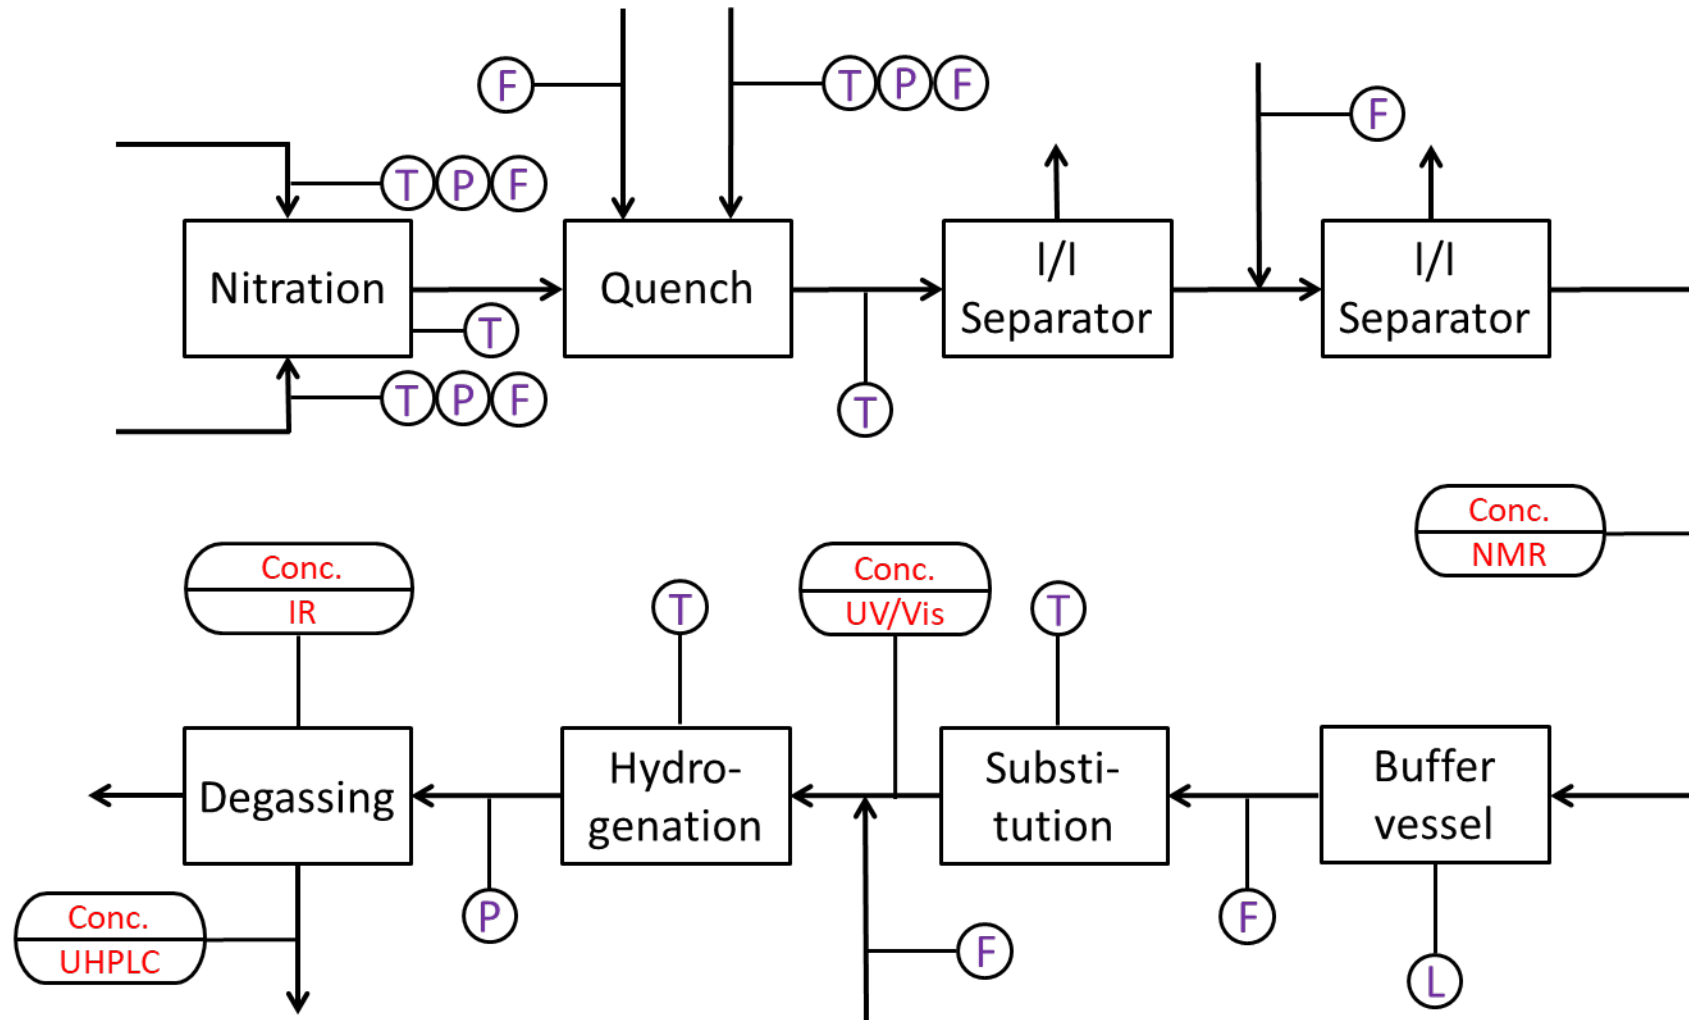 F
T P F
F
T P F
Nitration
Quench
I/I
Separator
I/I
Separator
T
T P F
T
Conc.
NMR
Conc.
IR
T
Conc.
UV/Vis
T
Degassing
Hydro-
genation
Substi-
tution
Buffer
vessel
Conc.
UHPLC
P
F
F
L